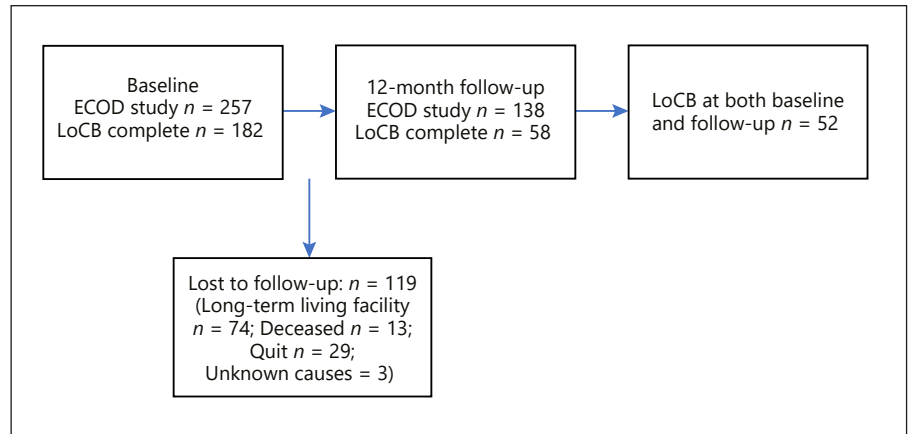 Baseline
ECOD study n = 257
LoCB complete n = 182
12-month follow-up
ECOD study n = 138
LoCB complete n = 58
LoCB at both baseline
and follow-up n = 52
Lost to follow-up: n = 119
(Long-term living facility
n = 74; Deceased n = 13;
Quit n = 29;
Unknown causes = 3)